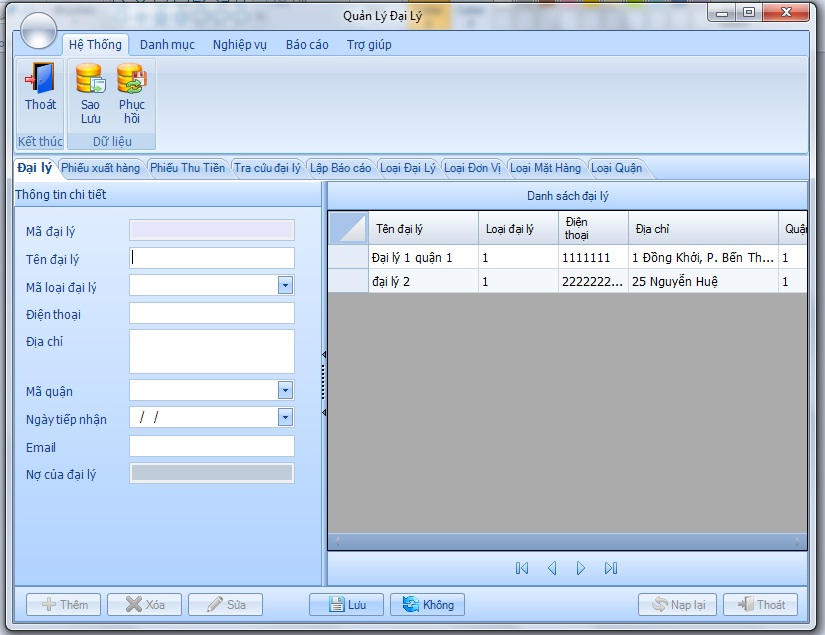 Quản Lý Đại Lý
Hệ Thống Danh mục Nghiệp vụ Báo cáo Trợ giúp
Thoát Sao Lưu Phục hồi
Kết thúc Dữ liệu
Đại lý Phiếu xuất hàng Phiếu Thu Tiền Tra cứu đại lý Lập Báo cáo Loại Đại Lý Loại Đơn Vị Loại Mặt Hàng Loại Quận
Thông tin chi tiết
Mã đại lý
Tên đại lý
Mã loại đại lý
Điện thoại
Địa chỉ
Mã quận
Ngày tiếp nhận / /
Email
Nợ của đại lý
Danh sách đại lý
Tên đại lý Loại đại lý Điện thoại Địa chỉ Quận
Đại lý 1 quận 1 1 1111111 1 Đồng Khởi, P. Bến Th... 1
đại lý 2 1 2222222... 25 Nguyễn Huệ 1
Thêm Xóa Sửa Lưu Không Nạp lại Thoát